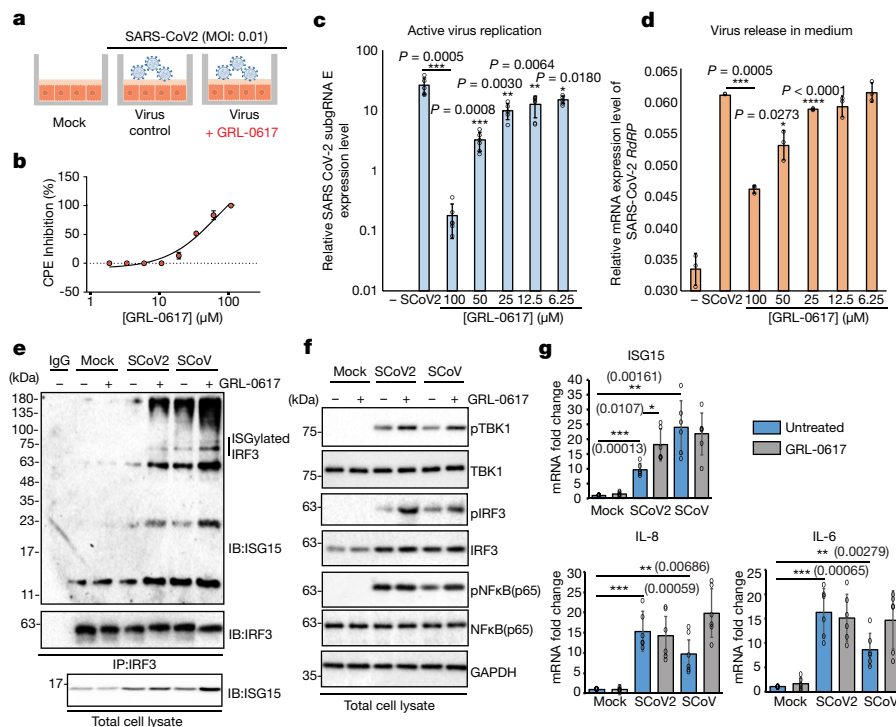 a
SARS-CoV2 (MOI: 0.01)
Mock
Virus
control
Virus
+ GRL-0617
b
CPE Inhibition (%)
150
100
50
0
-50
1
10
100
[GRL-0617] (µM)
c
Active virus replication
Relative SARS CoV-2 subgRNA E
expression level
100
10
1
0.1
0.01
P = 0.0005
***
P = 0.0008
***
P = 0.0030
**
P = 0.0064
**
P = 0.0180
*
– SCoV2 100 50 25 12.5 6.25
[GRL-0617] (µM)
d
Virus release in medium
Relative mRNA expression level of
SARS-CoV-2 RdRP
0.065
0.060
0.055
0.050
0.045
0.040
0.035
0.030
P = 0.0005
***
P = 0.0273
*
P < 0.0001
****
– SCoV2 100 50 25 12.5 6.25
[GRL-0617] (µM)
e
IgG Mock SCoV2 SCoV
(kDa) – – + – + – + GRL-0617
180-
135-
100-
75-
63-
48-
35-
23-
17-
11-
ISGylated
IRF3
IB:ISG15
63-
IB:IRF3
IP:IRF3
17-
IB:ISG15
Total cell lysate
f
Mock SCoV2 SCoV
(kDa) – + – + – + GRL-0617
75- pTBK1
75- TBK1
63- pIRF3
63- IRF3
63- pNFκB(p65)
63- NFκB(p65)
35- GAPDH
Total cell lysate
g
ISG15
mRNA fold change
40
35
30
25
20
15
10
5
0
(0.00161)
**
(0.0107)
*
***
(0.00013)
Mock SCoV2 SCoV
Untreated
GRL-0617
IL-8
mRNA fold change
30
25
20
15
10
5
0
** (0.00686)
*** (0.00059)
Mock SCoV2 SCoV
IL-6
mRNA fold change
25
20
15
10
5
0
** (0.00279)
*** (0.00065)
Mock SCoV2 SCoV